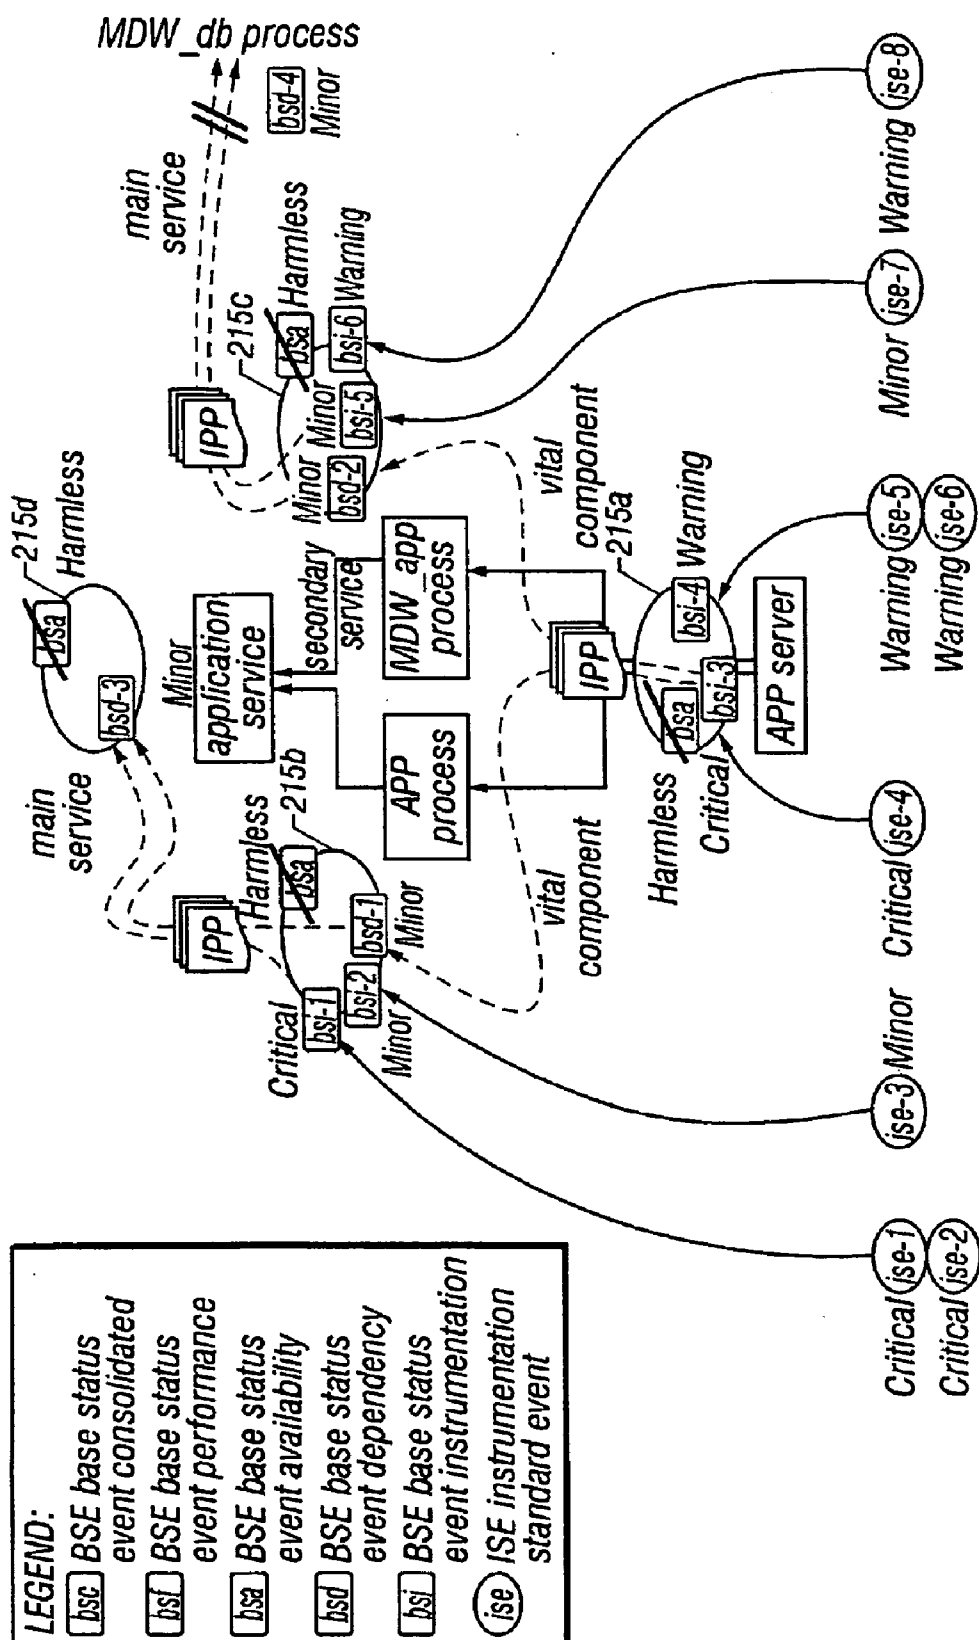 LEGEND:
bsc BSE base status
event consolidated
bsf BSE base status
event performance
bsa BSE base status
event availability
bsd BSE base status
event dependency
bsi BSE base status
event instrumentation
ise ISE instrumentation
standard event
main
service
215d
bsa
Harmless
bsd-3
main
service
MDW_db process
bsd-4
Minor
IPP
IPP
Harmless
215b
bsa
Critical
bsi-1
bsi-2
Minor
bsd-1
Minor
Minor
application
service
secondary
service
APP
process
MDW_app
process
215c
bsa
Harmless
Minor
bsd-2
Minor
bsi-5
bsi-6
Warning
vital
component
vital
component
IPP
215a
Harmless
bsa
Critical
bsi-3
bsi-4
Warning
APP server
Critical ise-1
Critical ise-2
ise-3 Minor
Critical ise-4
Warning ise-5
Warning ise-6
Minor ise-7
Warning ise-8